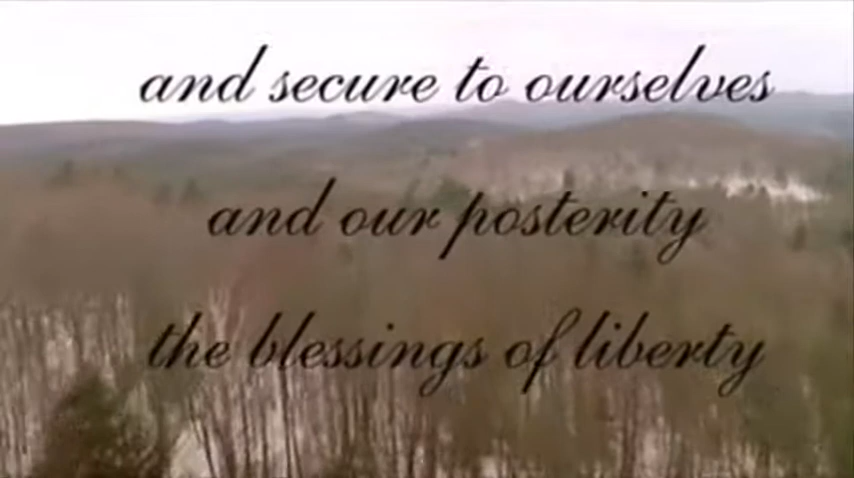 and secure to ourselves
and our posterity
the blessings of liberty